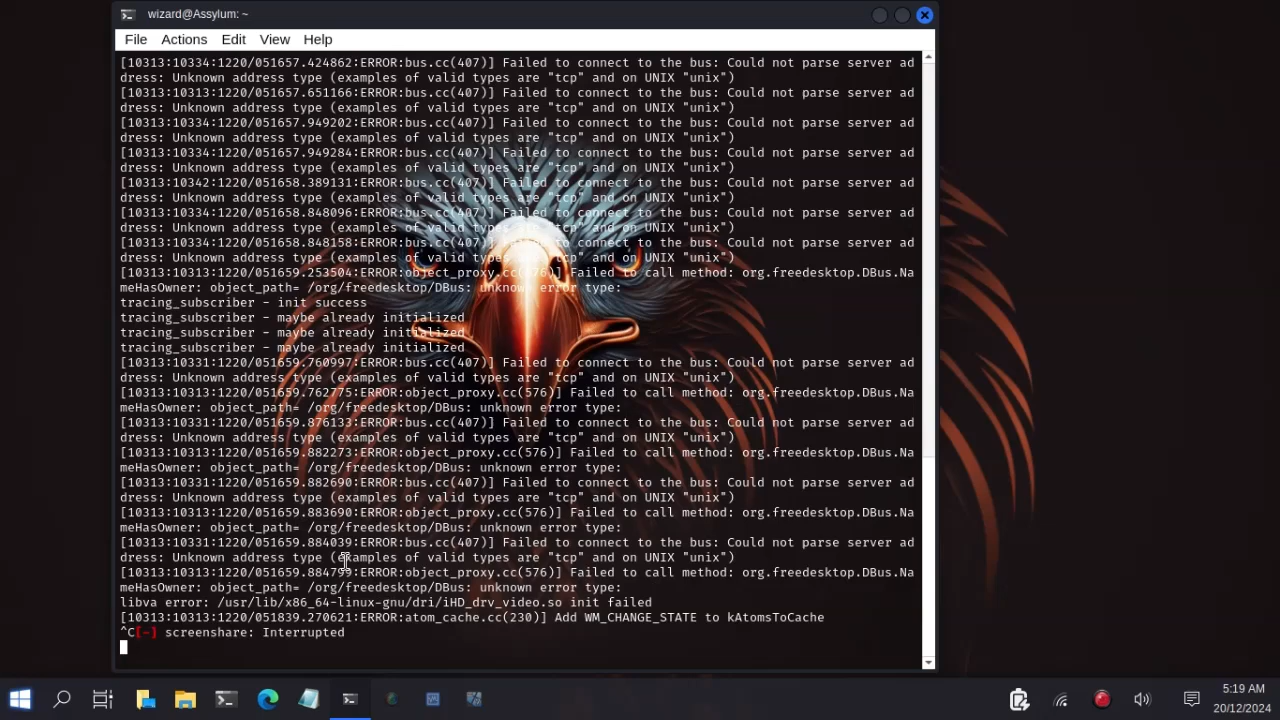 wizard@Assylum: ~
File Actions Edit View Help
[10313:10334:1220/051657.424862:ERROR:bus.cc(407)] Failed to connect to the bus: Could not parse server ad
dress: Unknown address type (examples of valid types are "tcp" and on UNIX "unix")
[10313:10313:1220/051657.651166:ERROR:bus.cc(407)] Failed to connect to the bus: Could not parse server ad
dress: Unknown address type (examples of valid types are "tcp" and on UNIX "unix")
[10313:10334:1220/051657.949202:ERROR:bus.cc(407)] Failed to connect to the bus: Could not parse server ad
dress: Unknown address type (examples of valid types are "tcp" and on UNIX "unix")
[10313:10334:1220/051657.949284:ERROR:bus.cc(407)] Failed to connect to the bus: Could not parse server ad
dress: Unknown address type (examples of valid types are "tcp" and on UNIX "unix")
[10313:10342:1220/051658.389131:ERROR:bus.cc(407)] Failed to connect to the bus: Could not parse server ad
dress: Unknown address type (examples of valid types are "tcp" and on UNIX "unix")
[10313:10334:1220/051658.848096:ERROR:bus.cc(407)] Failed to connect to the bus: Could not parse server ad
dress: Unknown address type (examples of valid types are "tcp" and on UNIX "unix")
[10313:10334:1220/051658.848158:ERROR:bus.cc(407)] Failed to connect to the bus: Could not parse server ad
dress: Unknown address type (examples of valid types are "tcp" and on UNIX "unix")
[10313:10313:1220/051659.253504:ERROR:object_proxy.cc(576)] Failed to call method: org.freedesktop.DBus.Na
meHasOwner: object_path= /org/freedesktop/DBus: unknown error type:
tracing_subscriber - init success
tracing_subscriber - maybe already initialized
tracing_subscriber - maybe already initialized
tracing_subscriber - maybe already initialized
[10313:10331:1220/051659.760997:ERROR:bus.cc(407)] Failed to connect to the bus: Could not parse server ad
dress: Unknown address type (examples of valid types are "tcp" and on UNIX "unix")
[10313:10313:1220/051659.762775:ERROR:object_proxy.cc(576)] Failed to call method: org.freedesktop.DBus.Na
meHasOwner: object_path= /org/freedesktop/DBus: unknown error type:
[10313:10331:1220/051659.876133:ERROR:bus.cc(407)] Failed to connect to the bus: Could not parse server ad
dress: Unknown address type (examples of valid types are "tcp" and on UNIX "unix")
[10313:10313:1220/051659.882273:ERROR:object_proxy.cc(576)] Failed to call method: org.freedesktop.DBus.Na
meHasOwner: object_path= /org/freedesktop/DBus: unknown error type:
[10313:10331:1220/051659.882690:ERROR:bus.cc(407)] Failed to connect to the bus: Could not parse server ad
dress: Unknown address type (examples of valid types are "tcp" and on UNIX "unix")
[10313:10313:1220/051659.883690:ERROR:object_proxy.cc(576)] Failed to call method: org.freedesktop.DBus.Na
meHasOwner: object_path= /org/freedesktop/DBus: unknown error type:
[10313:10331:1220/051659.884039:ERROR:bus.cc(407)] Failed to connect to the bus: Could not parse server ad
dress: Unknown address type (examples of valid types are "tcp" and on UNIX "unix")
[10313:10313:1220/051659.884799:ERROR:object_proxy.cc(576)] Failed to call method: org.freedesktop.DBus.Na
meHasOwner: object_path= /org/freedesktop/DBus: unknown error type:
libva error: /usr/lib/x86_64-linux-gnu/dri/iHD_drv_video.so init failed
[10313:10313:1220/051839.270621:ERROR:atom_cache.cc(230)] Add WM_CHANGE_STATE to kAtomsToCache
^C[-] screenshare: Interrupted
5:19 AM
20/12/2024